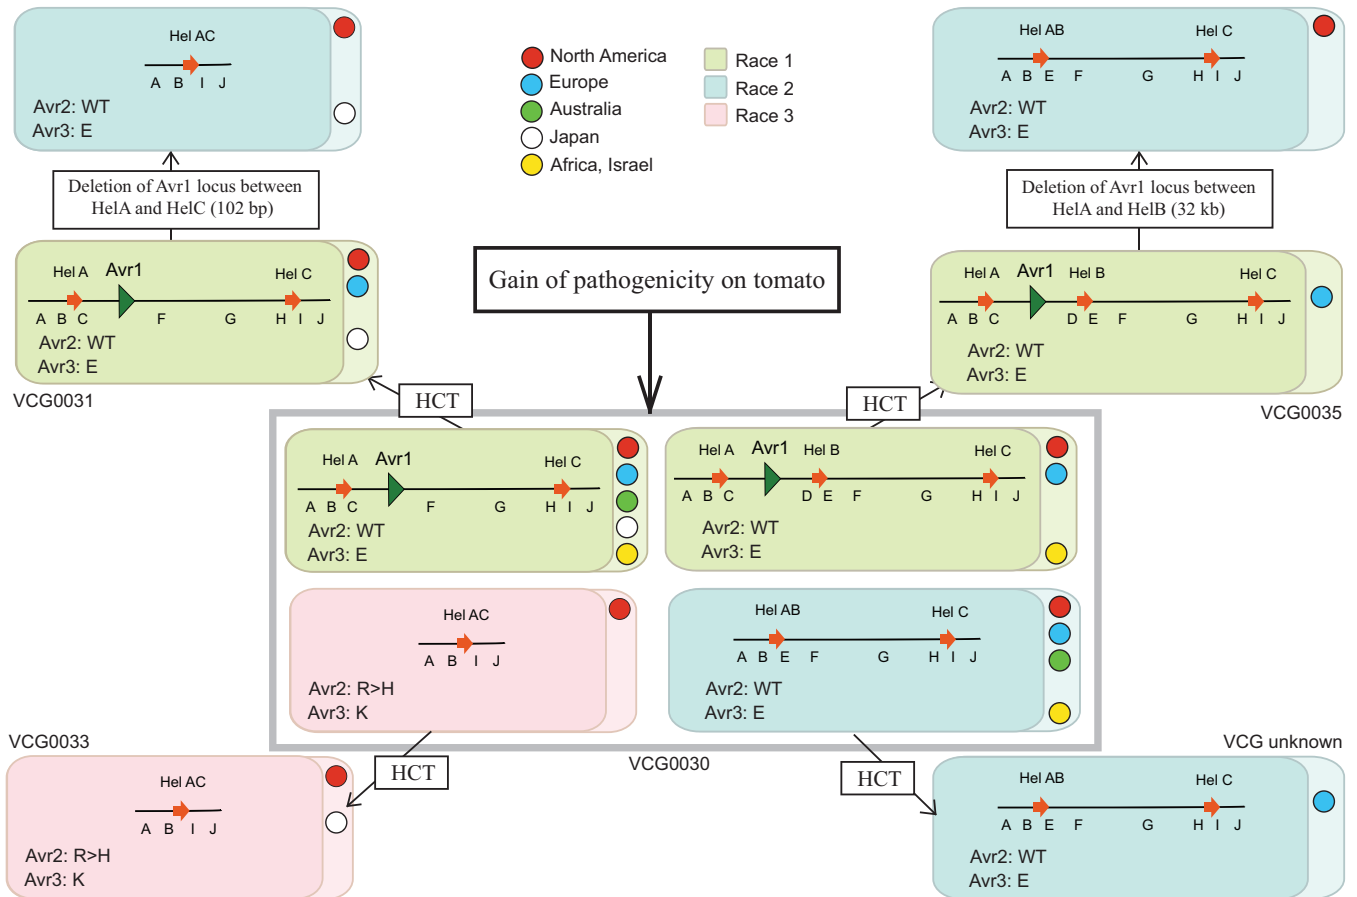 Hel AC
A B I J
Avr2: WT
Avr3: E
North America
Europe
Australia
Japan
Africa, Israel
Race 1
Race 2
Race 3
Hel AB
Hel C
A B E F G H I J
Avr2: WT
Avr3: E
Deletion of Avr1 locus between
HelA and HelC (102 bp)
Deletion of Avr1 locus between
HelA and HelB (32 kb)
Hel A
Avr1
Hel C
A B C F G H I J
Avr2: WT
Avr3: E
VCG0031
Gain of pathogenicity on tomato
Hel A
Avr1
Hel B
Hel C
A B C D E F G H I J
Avr2: WT
Avr3: E
VCG0035
HCT
HCT
Hel A
Avr1
Hel C
A B C F G H I J
Avr2: WT
Avr3: E
Hel A
Avr1
Hel B
Hel C
A B C D E F G H I J
Avr2: WT
Avr3: E
Hel AC
A B I J
Avr2: R>H
Avr3: K
Hel AB
Hel C
A B E F G H I J
Avr2: WT
Avr3: E
VCG0030
HCT
HCT
VCG0033
Hel AC
A B I J
Avr2: R>H
Avr3: K
VCG unknown
Hel AB
Hel C
A B E F G H I J
Avr2: WT
Avr3: E